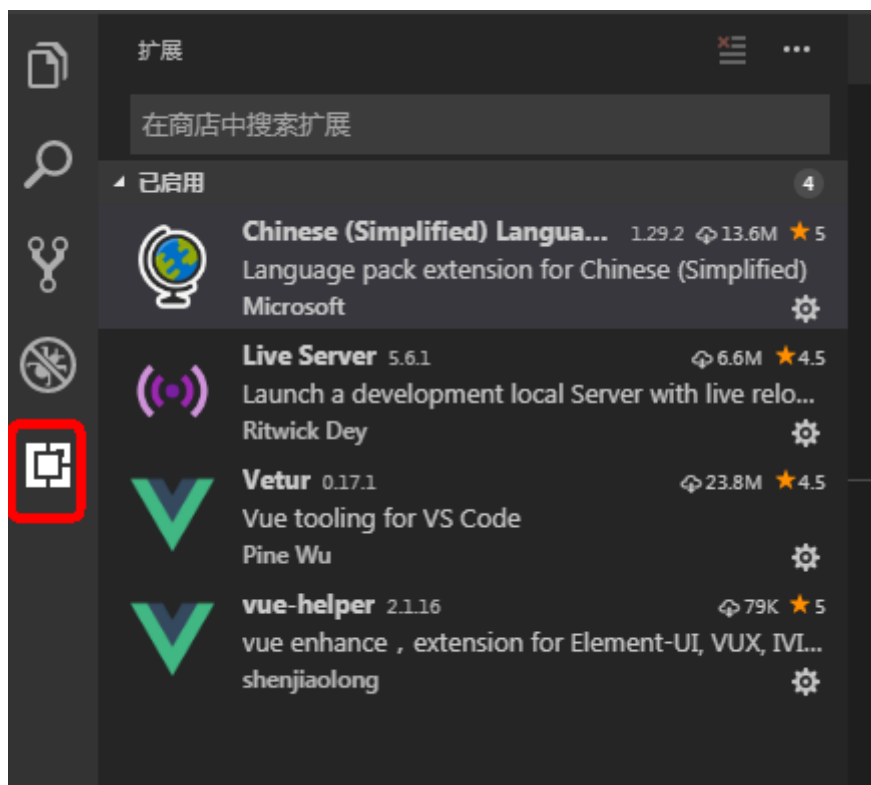 扩展
在商店中搜索扩展
已启用 4
Chinese (Simplified) Langua... 1.29.2 13.6M 5
Language pack extension for Chinese (Simplified)
Microsoft
Live Server 5.6.1 6.6M 4.5
Launch a development local Server with live relo...
Ritwick Dey
Vetur 0.17.1 23.8M 4.5
Vue tooling for VS Code
Pine Wu
vue-helper 2.1.16 79K 5
vue enhance，extension for Element-UI, VUX, IVI...
shenjiaolong